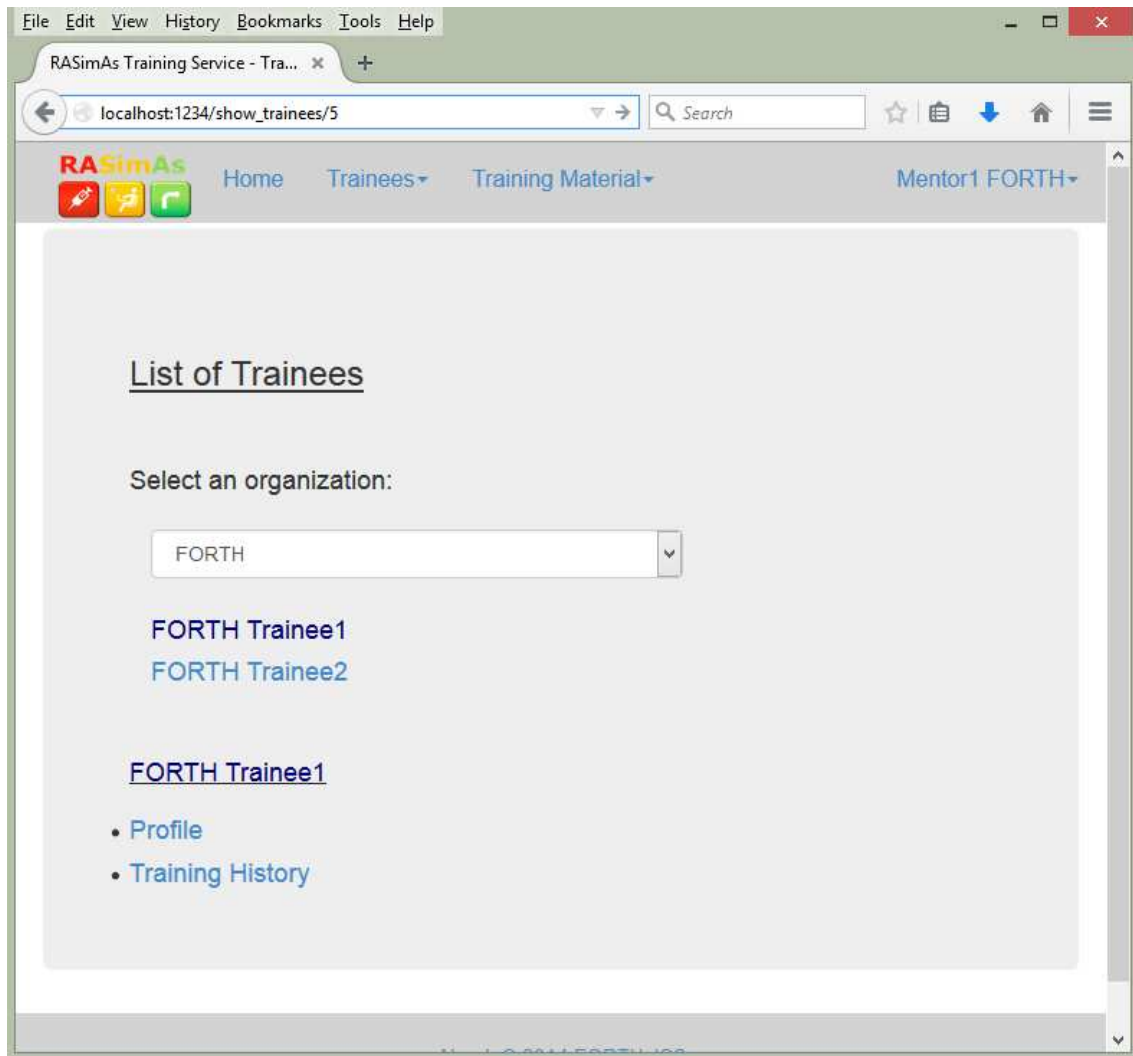 File Edit View History Bookmarks Tools Help
RASimAs Training Service - Tra...
localhost:1234/show_trainees/5
Search
RASimAs
Home Trainees Training Material Mentor1 FORTH
List of Trainees
Select an organization:
FORTH
FORTH Trainee1
FORTH Trainee2
FORTH Trainee1
• Profile
• Training History